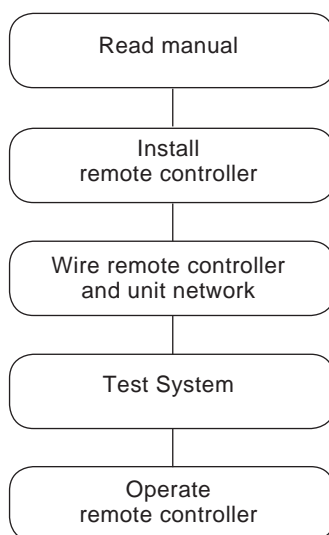 Read manual
Install
remote controller
Wire remote controller
and unit network
Test System
Operate
remote controller